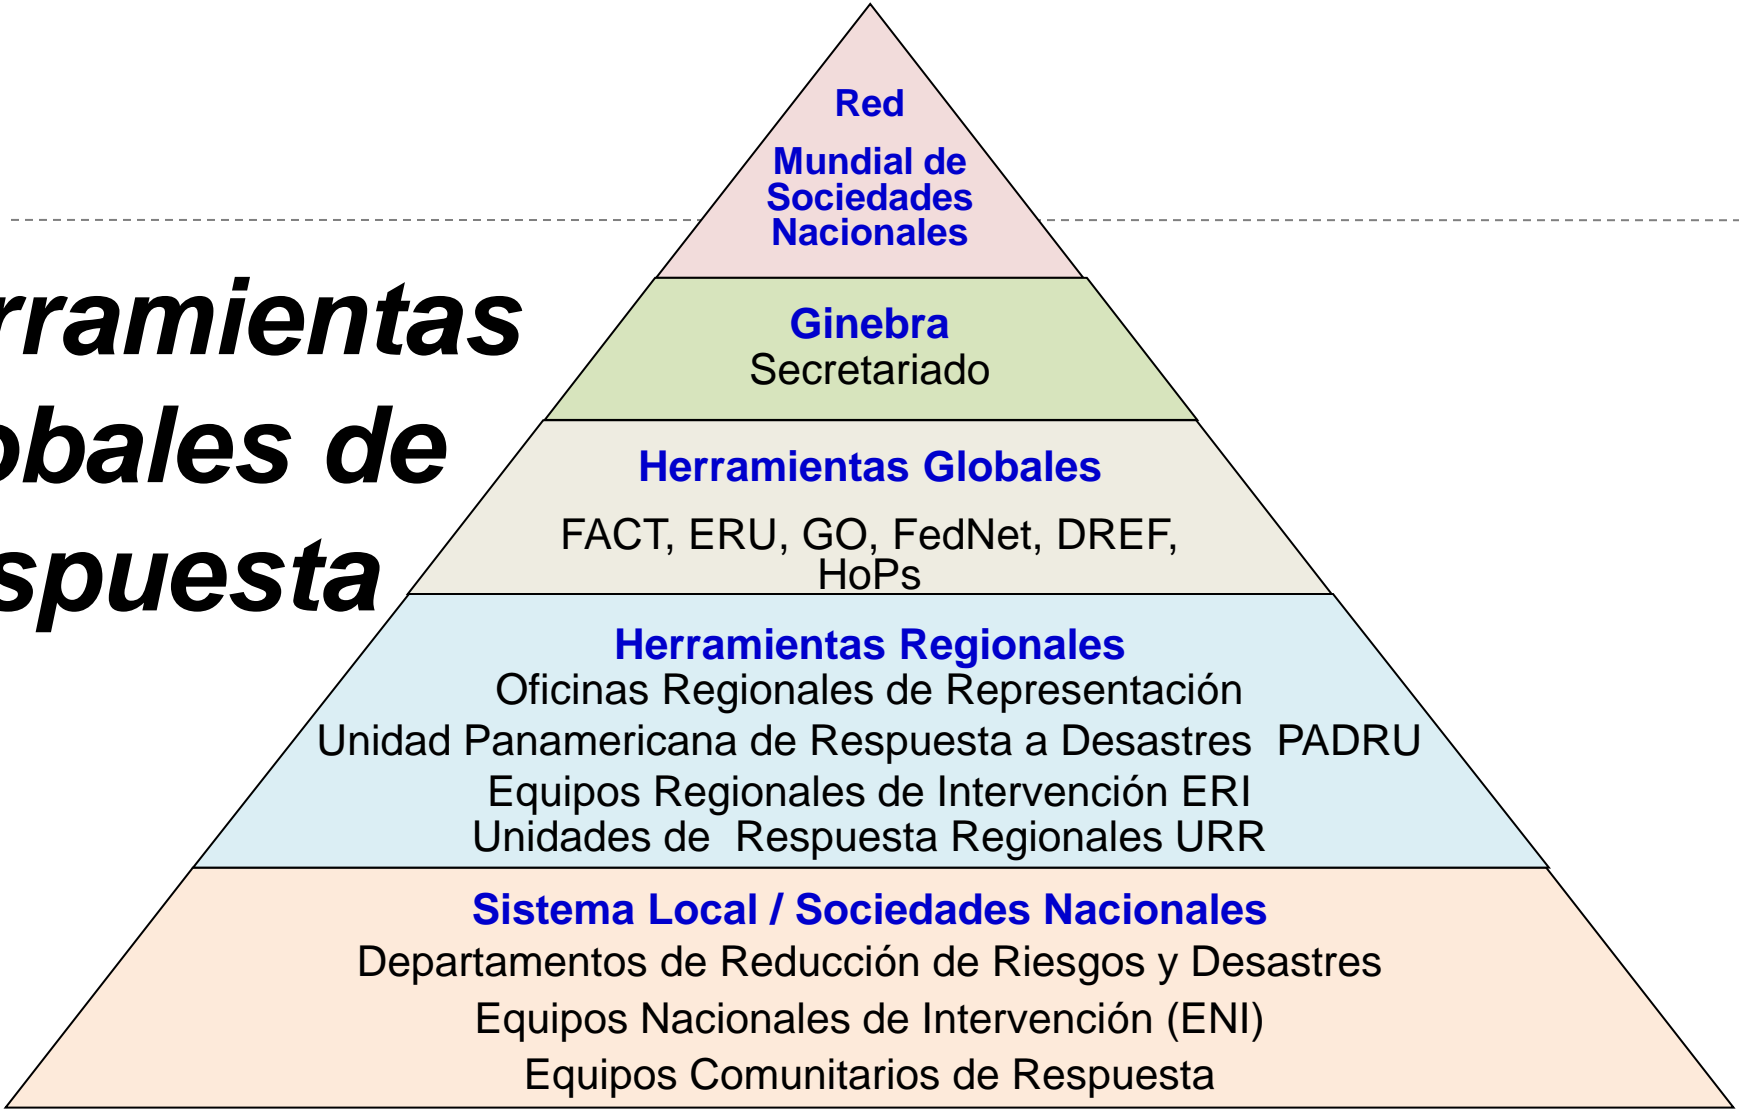 Red
Mundial de
Sociedades
Nacionales
rramientas
obales de
spuesta
Ginebra
Secretariado
Herramientas Globales
FACT, ERU, GO, FedNet, DREF,
HoPs
Herramientas Regionales
Oficinas Regionales de Representación
Unidad Panamericana de Respuesta a Desastres PADRU
Equipos Regionales de Intervención ERI
Unidades de Respuesta Regionales URR
Sistema Local / Sociedades Nacionales
Departamentos de Reducción de Riesgos y Desastres
Equipos Nacionales de Intervención (ENI)
Equipos Comunitarios de Respuesta